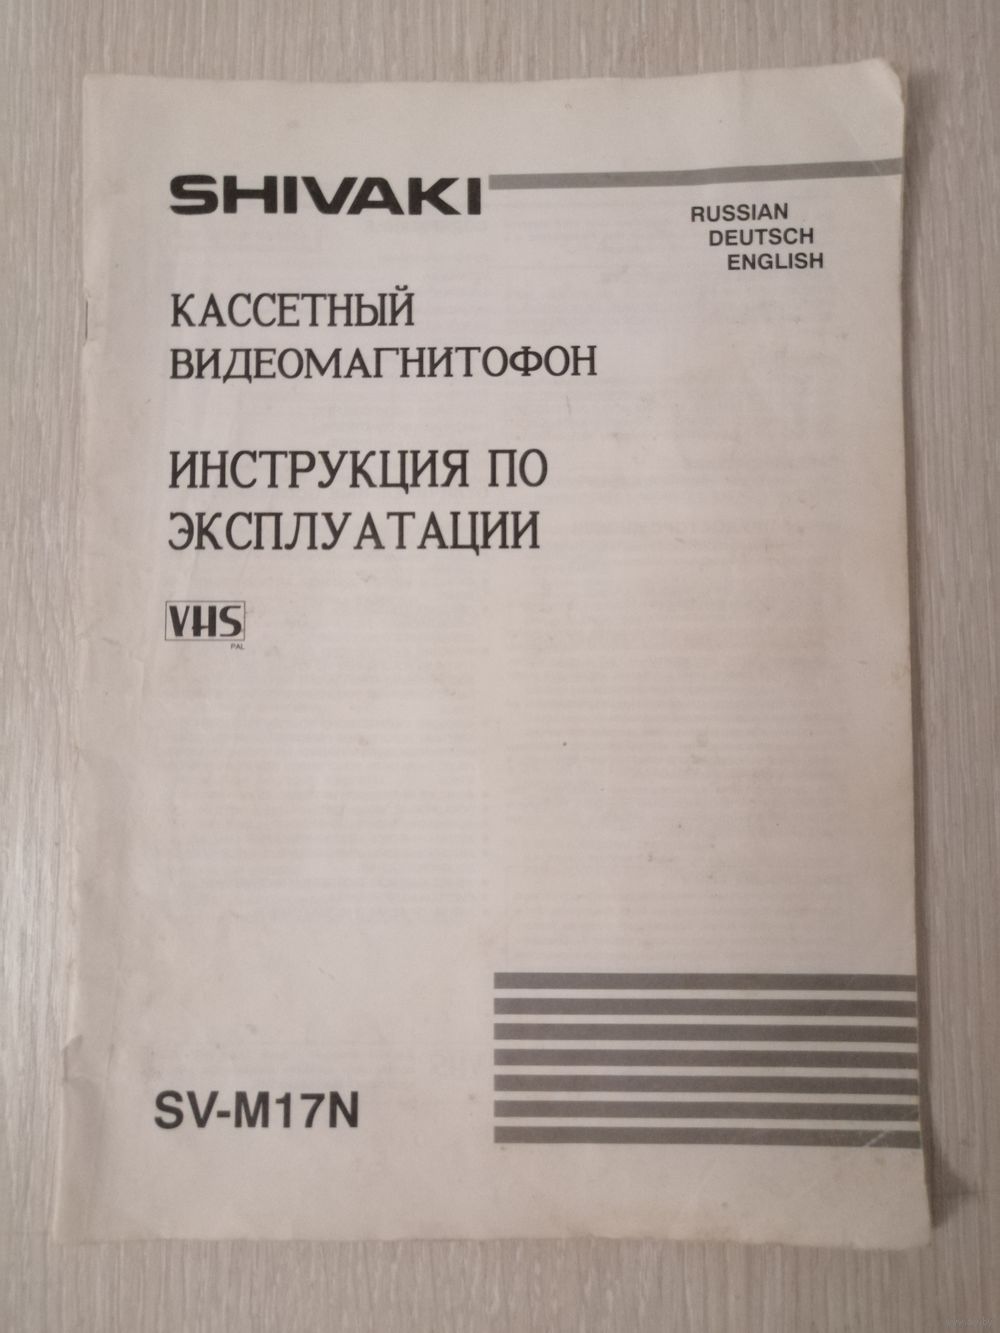 SHIVAKI
RUSSIAN
DEUTSCH
ENGLISH
КАССЕТНЫЙ
ВИДЕОМАГНИТОФОН
ИНСТРУКЦИЯ ПО
ЭКСПЛУАТАЦИИ
VHS
PAL
SV-M17N